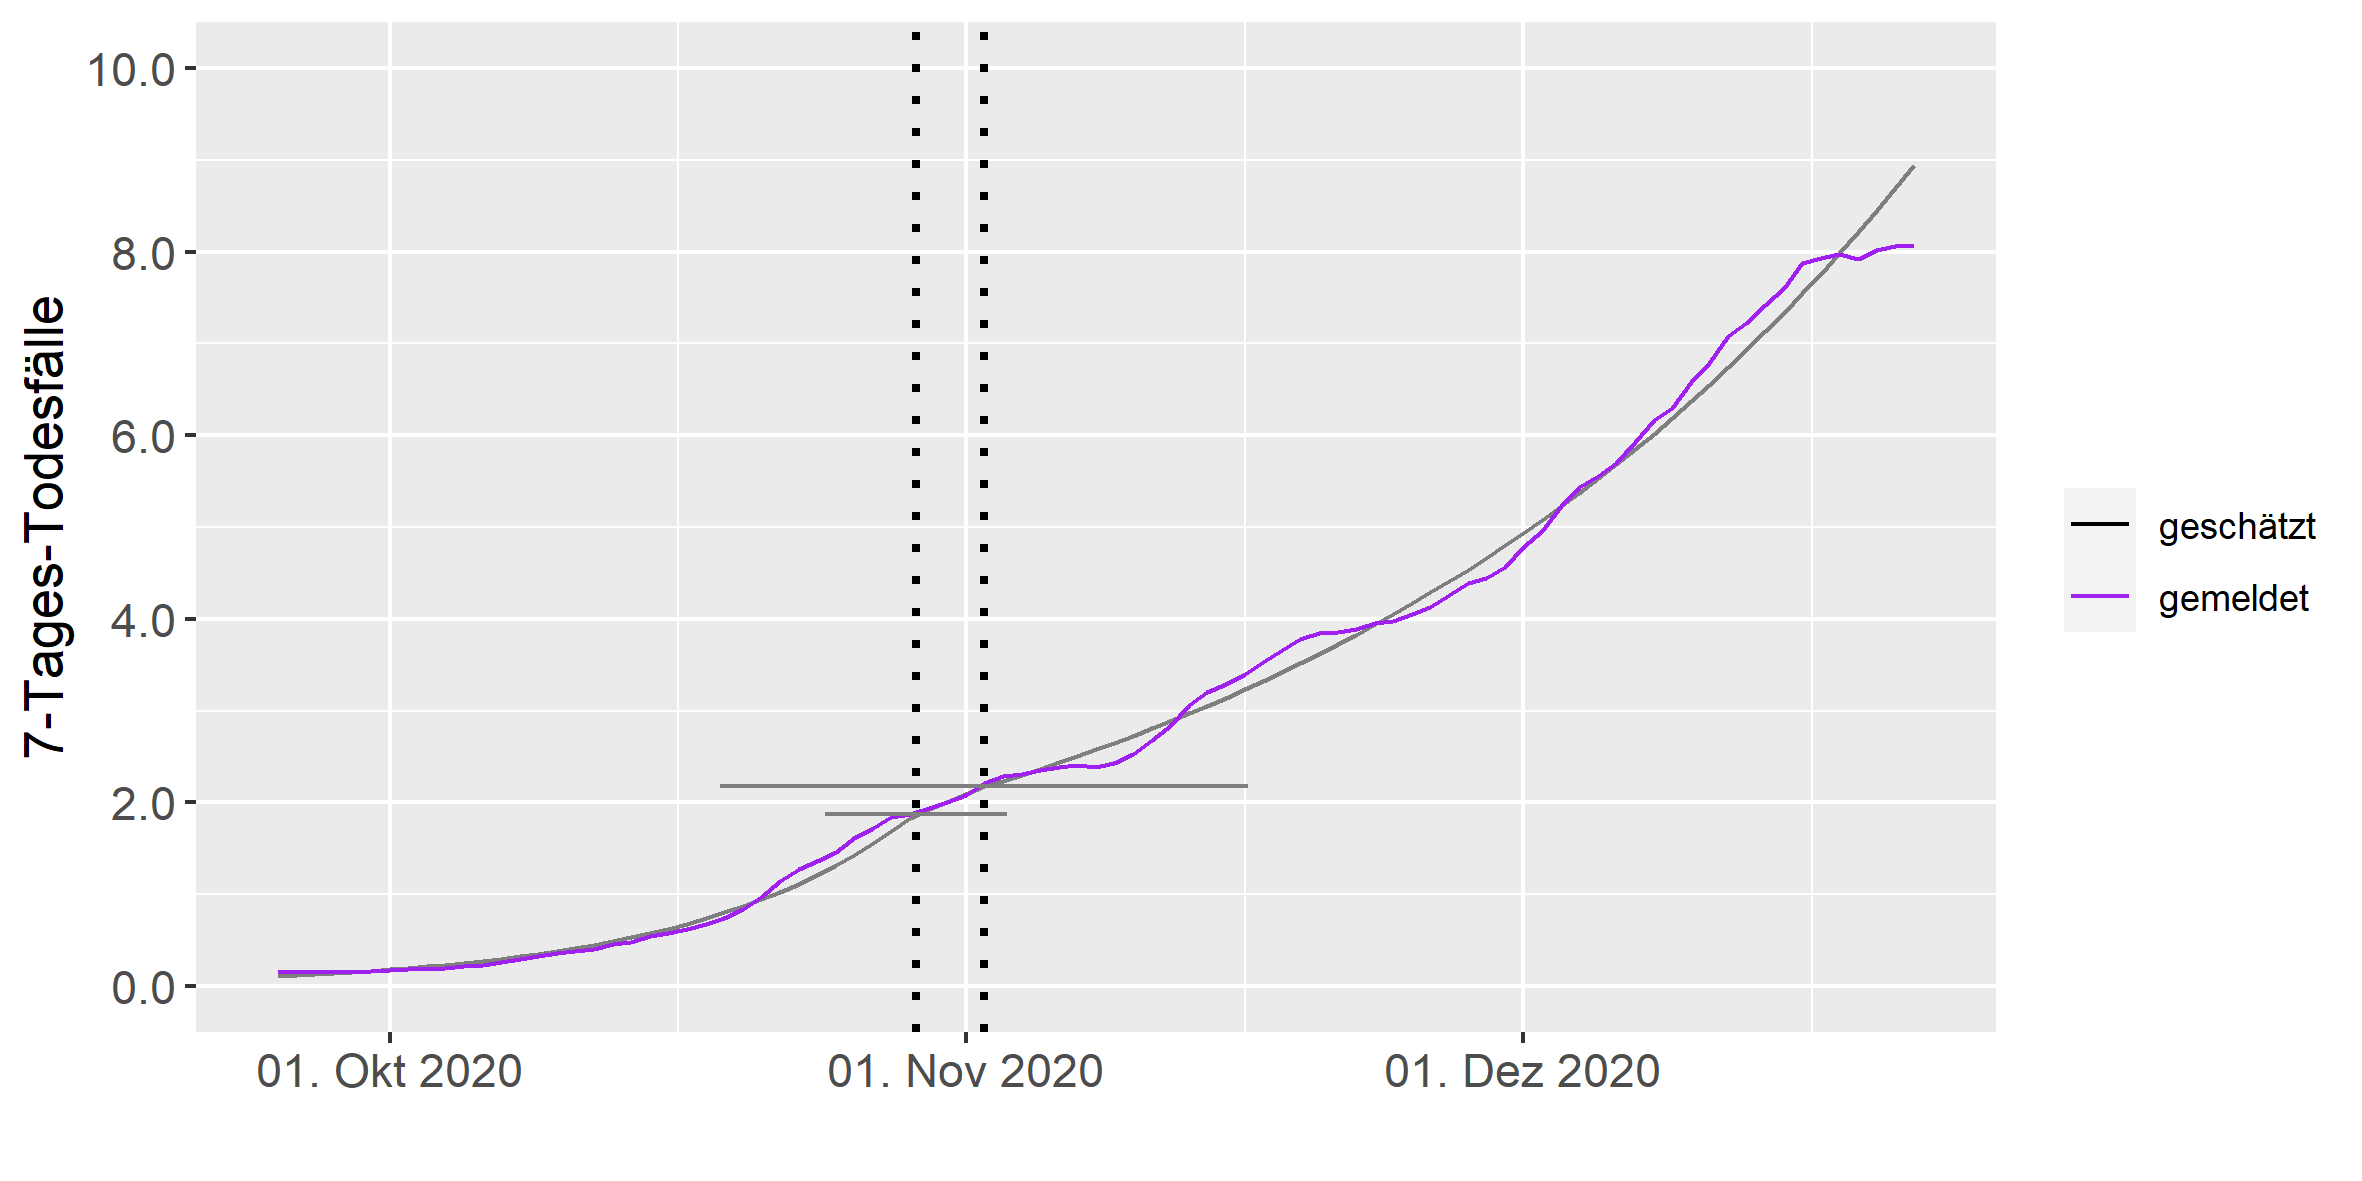 7-Tages-Todesfälle
10.0
8.0
6.0
4.0
2.0
0.0
01. Okt 2020
01. Nov 2020
01. Dez 2020
geschätzt
gemeldet